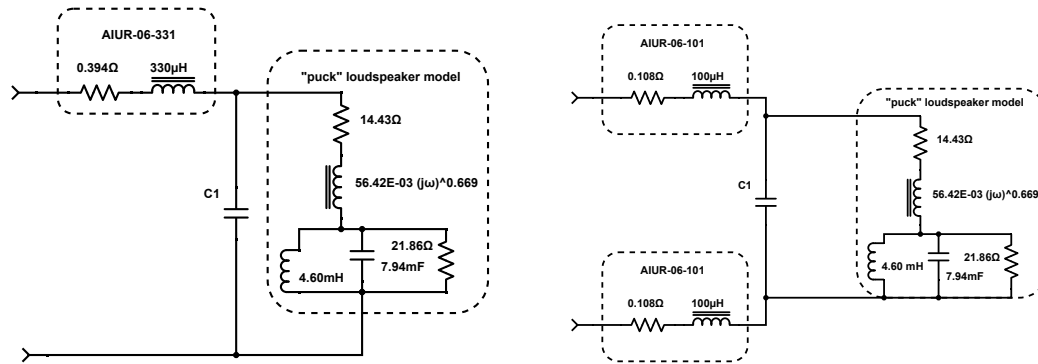 AIUR-06-331
0.394Ω
330µH
"puck" loudspeaker model
14.43Ω
56.42E-03 (jω)^0.669
C1
21.86Ω
4.60mH
7.94mF
AIUR-06-101
0.108Ω
100µH
"puck" loudspeaker model
14.43Ω
56.42E-03 (jω)^0.669
C1
21.86Ω
4.60 mH
7.94mF
AIUR-06-101
0.108Ω
100µH